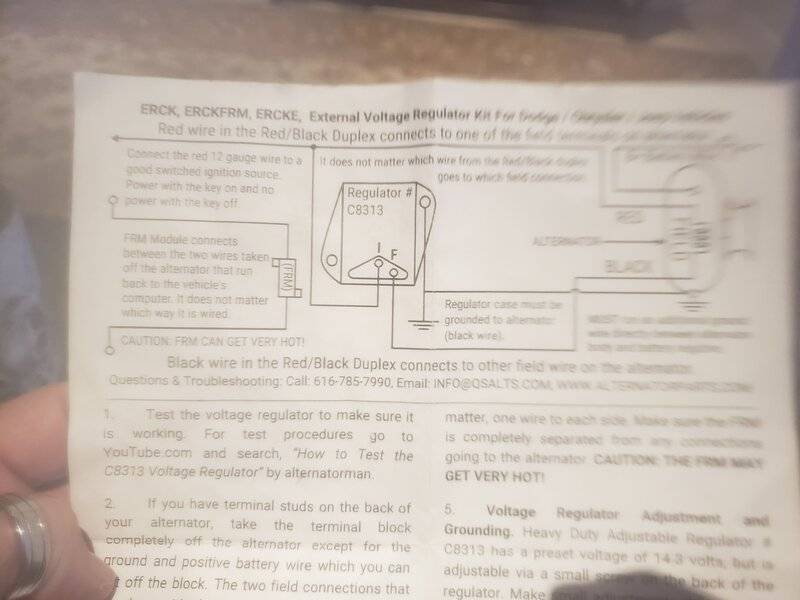 ERCK, ERCKFRM, ERCKE, External Voltage Regulator Kit For Dodge /
Red wire in the Red/Black Duplex connects to one of the field
Connect the red 12 gauge wire to a
good switched ignition source.
Power with the key on and no
power with the key off
It does not matter which wire from the Red/Black duplex
goes to which field connection
Regulator #
C8313
I
F
FRM Module connects
between the two wires taken
off the alternator that run
back to the vehicle's
computer. It does not matter
which way it is wired.
(FRM)
CAUTION: FRM CAN GET VERY HOT!
RED
ALTERNATOR
FIELD
BLACK
Regulator case must be
grounded to alternator
(black wire).
Black wire in the Red/Black Duplex connects to other field wire on the alternator
Questions & Troubleshooting: Call: 616-785-7990, Email: INFO@QSALTS.COM, WWW.ALTERNATORPARTS.COM
1. Test the voltage regulator to make sure it
is working. For test procedures go to
YouTube.com and search, "How to Test the
C8313 Voltage Regulator" by alternatorman.
2. If you have terminal studs on the back of
your alternator, take the terminal block
completely off the alternator except for the
ground and positive battery wire which you can
off the block. The two field connections that
matter, one wire to each side. Make sure the FRM
is completely separated from any connections
going to the alternator CAUTION: THE FRM MAY
GET VERY HOT!
5. Voltage Regulator Adjustment and
Grounding. Heavy Duty Adjustable Regulator #
C8313 has a preset voltage of 14.3 volts, but is
adjustable via a small screw on the back of the
regulator. Make small